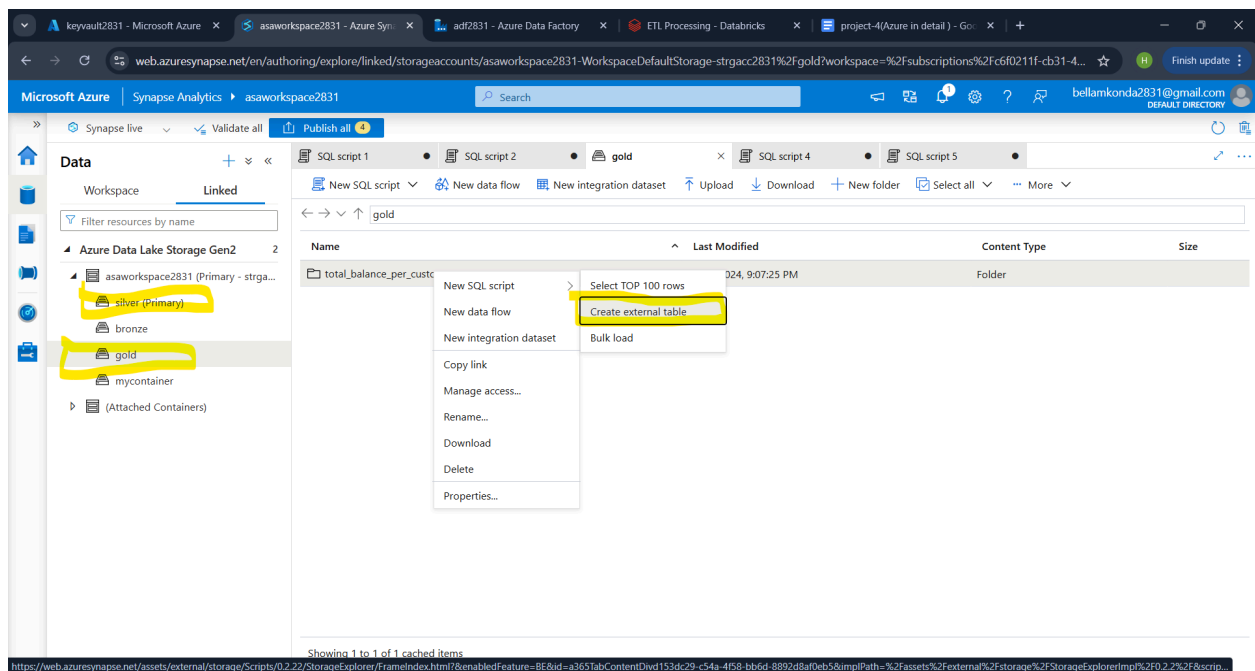 keyvault2831 - Microsoft Azure
asaworkspace2831 - Azure Syn
adf2831 - Azure Data Factory
ETL Processing - Databricks
project-4(Azure in detail ) - Goo
web.azuresynapse.net/en/authoring/explore/linked/storageaccounts/asaworkspace2831-WorkspaceDefaultStorage-strgacc2831%2Fgold?workspace=%2Fsubscriptions%2Fc6f0211f-cb31-4...
H
Finish update
Microsoft Azure
Synapse Analytics
asaworkspace2831
Search
1
bellamkonda2831@gmail.com
DEFAULT DIRECTORY
Synapse live
Validate all
Publish all 4
Data
Workspace
Linked
Filter resources by name
Azure Data Lake Storage Gen2 2
asaworkspace2831 (Primary - strga...
silver (Primary)
bronze
gold
mycontainer
(Attached Containers)
SQL script 1
SQL script 2
gold
SQL script 4
SQL script 5
New SQL script
New data flow
New integration dataset
Upload
Download
New folder
Select all
More
gold
Name
Last Modified
Content Type
Size
total_balance_per_custo
024, 9:07:25 PM
Folder
New SQL script
New data flow
New integration dataset
Copy link
Manage access...
Rename...
Download
Delete
Properties...
Select TOP 100 rows
Create external table
Bulk load
Showing 1 to 1 of 1 cached items
https://web.azuresynapse.net/assets/external/storage/Scripts/0.2.22/StorageExplorer/FrameIndex.html?&enabledFeature=BE&id=a365TabContentDivd153dc29-c54a-4f58-bb6d-8892d8af0eb5&implPath=%2Fassets%2Fexternal%2Fstorage%2FStorageExplorerImpl%2F0.2.2%2F&scrip...